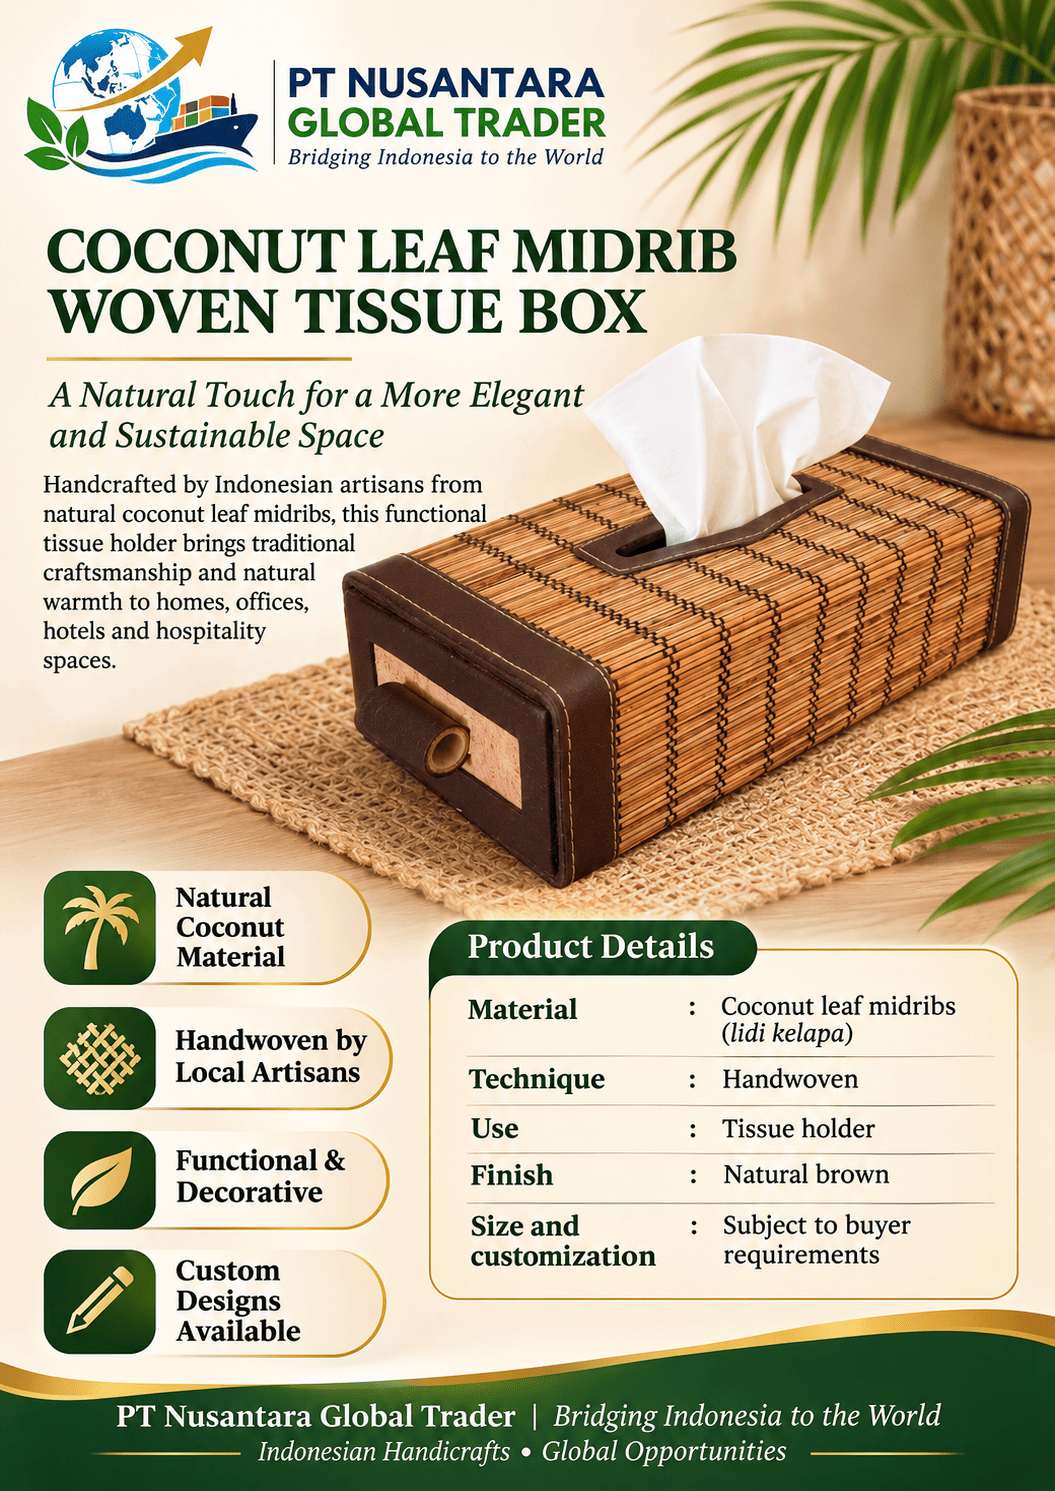 PT NUSANTARA
GLOBAL TRADER
Bridging Indonesia to the World
COCONUT LEAF MIDRIB
WOVEN TISSUE BOX
A Natural Touch for a More Elegant
and Sustainable Space
Handcrafted by Indonesian artisans from
natural coconut leaf midribs, this functional
tissue holder brings traditional
craftsmanship and natural
warmth to homes, offices,
hotels and hospitality
spaces.
Natural
Coconut
Material
Handwoven by
Local Artisans
Functional &
Decorative
Custom
Designs
Available
Product Details
Material : Coconut leaf midribs
(lidi kelapa)
Technique : Handwoven
Use : Tissue holder
Finish : Natural brown
Size and : Subject to buyer
customization requirements
PT Nusantara Global Trader | Bridging Indonesia to the World
Indonesian Handicrafts • Global Opportunities